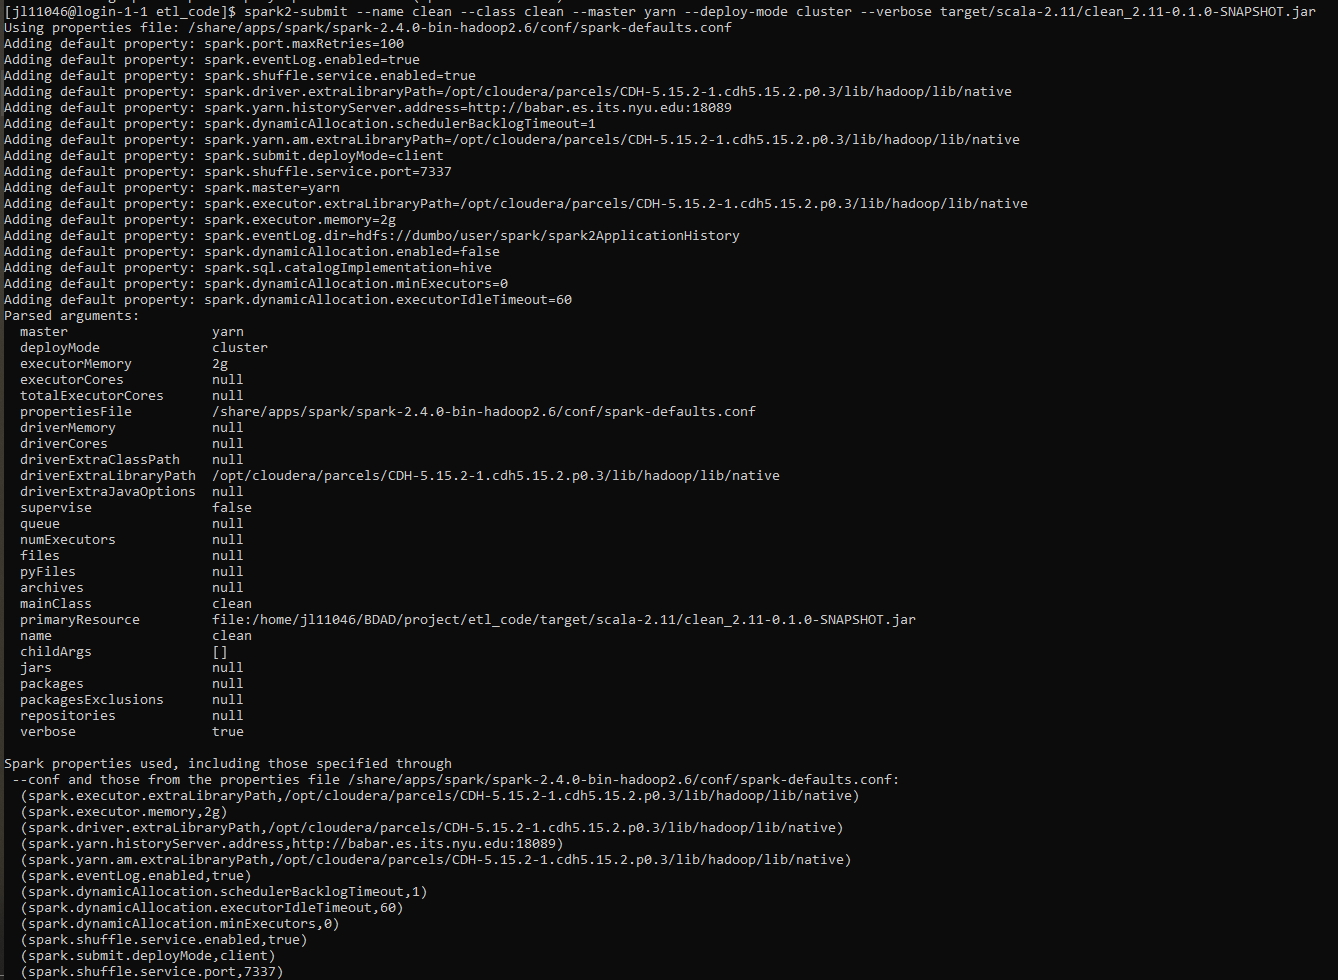 [jl11046@login-1-1 etl_code]$ spark2-submit --name clean --class clean --master yarn --deploy-mode cluster --verbose target/scala-2.11/clean_2.11-0.1.0-SNAPSHOT.jar
Using properties file: /share/apps/spark/spark-2.4.0-bin-hadoop2.6/conf/spark-defaults.conf
Adding default property: spark.port.maxRetries=100
Adding default property: spark.eventLog.enabled=true
Adding default property: spark.shuffle.service.enabled=true
Adding default property: spark.driver.extraLibraryPath=/opt/cloudera/parcels/CDH-5.15.2-1.cdh5.15.2.p0.3/lib/hadoop/lib/native
Adding default property: spark.yarn.historyServer.address=http://babar.es.its.nyu.edu:18089
Adding default property: spark.dynamicAllocation.schedulerBacklogTimeout=1
Adding default property: spark.yarn.am.extraLibraryPath=/opt/cloudera/parcels/CDH-5.15.2-1.cdh5.15.2.p0.3/lib/hadoop/lib/native
Adding default property: spark.submit.deployMode=client
Adding default property: spark.shuffle.service.port=7337
Adding default property: spark.master=yarn
Adding default property: spark.executor.extraLibraryPath=/opt/cloudera/parcels/CDH-5.15.2-1.cdh5.15.2.p0.3/lib/hadoop/lib/native
Adding default property: spark.executor.memory=2g
Adding default property: spark.eventLog.dir=hdfs://dumbo/user/spark/spark2ApplicationHistory
Adding default property: spark.dynamicAllocation.enabled=false
Adding default property: spark.sql.catalogImplementation=hive
Adding default property: spark.dynamicAllocation.minExecutors=0
Adding default property: spark.dynamicAllocation.executorIdleTimeout=60
Parsed arguments:
  master                  yarn
  deployMode              cluster
  executorMemory          2g
  executorCores           null
  totalExecutorCores      null
  propertiesFile          /share/apps/spark/spark-2.4.0-bin-hadoop2.6/conf/spark-defaults.conf
  driverMemory            null
  driverCores             null
  driverExtraClassPath    null
  driverExtraLibraryPath  /opt/cloudera/parcels/CDH-5.15.2-1.cdh5.15.2.p0.3/lib/hadoop/lib/native
  driverExtraJavaOptions  null
  supervise               false
  queue                   null
  numExecutors            null
  files                   null
  pyFiles                 null
  archives                null
  mainClass               clean
  primaryResource         file:/home/jl11046/BDAD/project/etl_code/target/scala-2.11/clean_2.11-0.1.0-SNAPSHOT.jar
  name                    clean
  childArgs               []
  jars                    null
  packages                null
  packagesExclusions      null
  repositories            null
  verbose                 true
Spark properties used, including those specified through
 --conf and those from the properties file /share/apps/spark/spark-2.4.0-bin-hadoop2.6/conf/spark-defaults.conf:
  (spark.executor.extraLibraryPath,/opt/cloudera/parcels/CDH-5.15.2-1.cdh5.15.2.p0.3/lib/hadoop/lib/native)
  (spark.executor.memory,2g)
  (spark.driver.extraLibraryPath,/opt/cloudera/parcels/CDH-5.15.2-1.cdh5.15.2.p0.3/lib/hadoop/lib/native)
  (spark.yarn.historyServer.address,http://babar.es.its.nyu.edu:18089)
  (spark.yarn.am.extraLibraryPath,/opt/cloudera/parcels/CDH-5.15.2-1.cdh5.15.2.p0.3/lib/hadoop/lib/native)
  (spark.eventLog.enabled,true)
  (spark.dynamicAllocation.schedulerBacklogTimeout,1)
  (spark.dynamicAllocation.executorIdleTimeout,60)
  (spark.dynamicAllocation.minExecutors,0)
  (spark.shuffle.service.enabled,true)
  (spark.submit.deployMode,client)
  (spark.shuffle.service.port,7337)